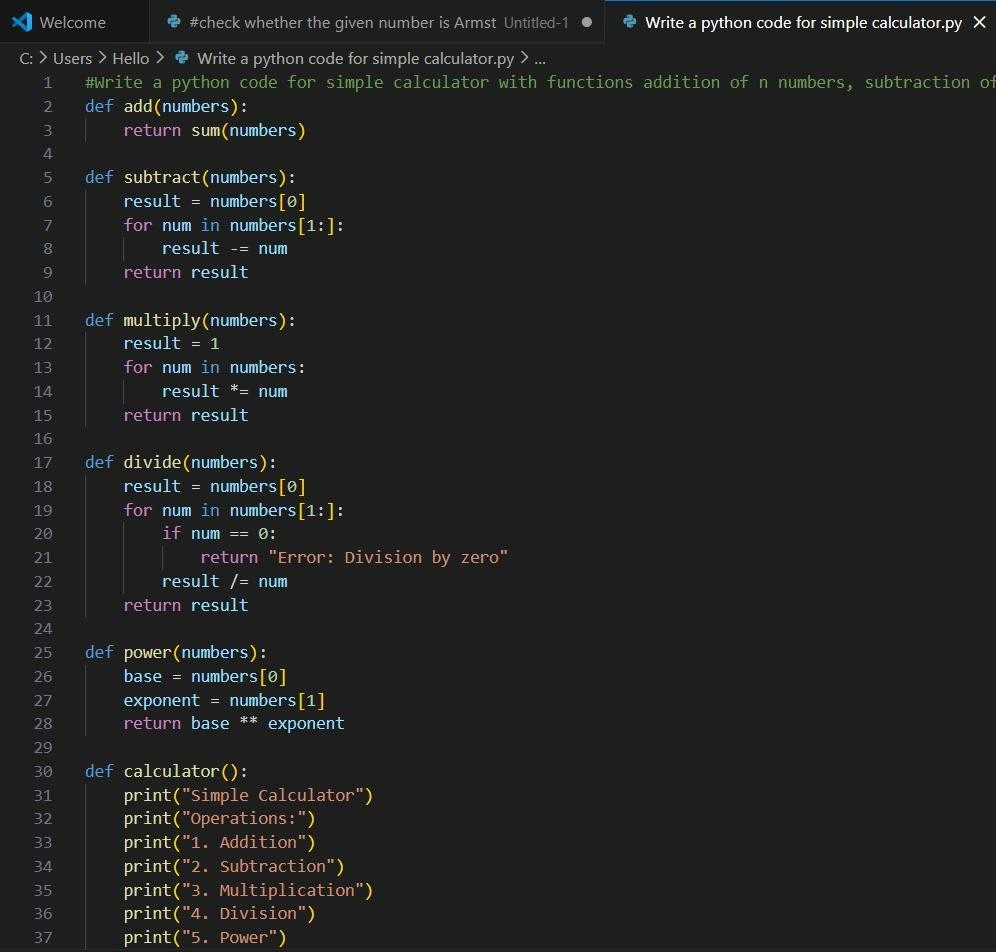 Welcome
#check whether the given number is Armst Untitled-1
Write a python code for simple calculator.py
C: > Users > Hello > Write a python code for simple calculator.py > ...
1 #Write a python code for simple calculator with functions addition of n numbers, subtraction of
2 def add(numbers):
3     return sum(numbers)
4
5 def subtract(numbers):
6     result = numbers[0]
7     for num in numbers[1:]:
8         result -= num
9     return result
10
11 def multiply(numbers):
12     result = 1
13     for num in numbers:
14         result *= num
15     return result
16
17 def divide(numbers):
18     result = numbers[0]
19     for num in numbers[1:]:
20         if num == 0:
21             return "Error: Division by zero"
22         result /= num
23     return result
24
25 def power(numbers):
26     base = numbers[0]
27     exponent = numbers[1]
28     return base ** exponent
29
30 def calculator():
31     print("Simple Calculator")
32     print("Operations:")
33     print("1. Addition")
34     print("2. Subtraction")
35     print("3. Multiplication")
36     print("4. Division")
37     print("5. Power")